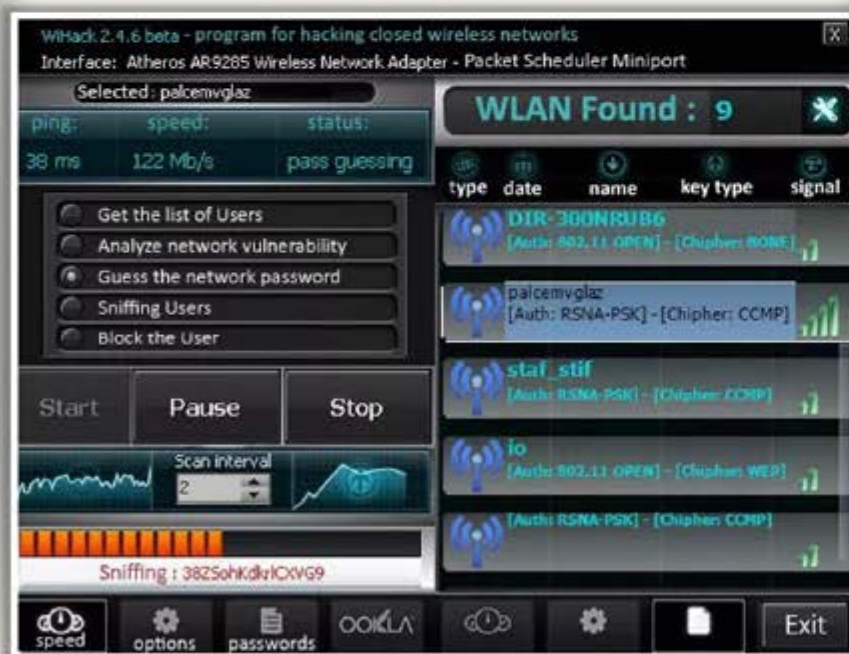 WiHack 2.4.6 beta - program for hacking closed wireless networks
X
Interface: Atheros AR9285 Wireless Network Adapter - Packet Scheduler Miniport
Selected: palcemvglaz
ping: speed: status:
38 ms 122 Mb/s pass guessing
Get the list of Users
Analyze network vulnerability
Guess the network password
Sniffing Users
Block the User
Start Pause Stop
Scan interval
2
Sniffing : 38ZSohKdkrlCXVG9
WLAN Found : 9
type date name key type signal
DIR-300NRUB6
[Auth: 802.11 OPEN] - [Chipher: NONE]
palcemvglaz
[Auth: RSNA-PSK] - [Chipher: CCMP]
staf_stif
[Auth: RSNA-PSK] - [Chipher: CCMP]
io
[Auth: 802.11 OPEN] - [Chipher: WEP]
[Auth: RSNA-PSK] - [Chipher: CCMP]
speed options passwords OOKLA Exit